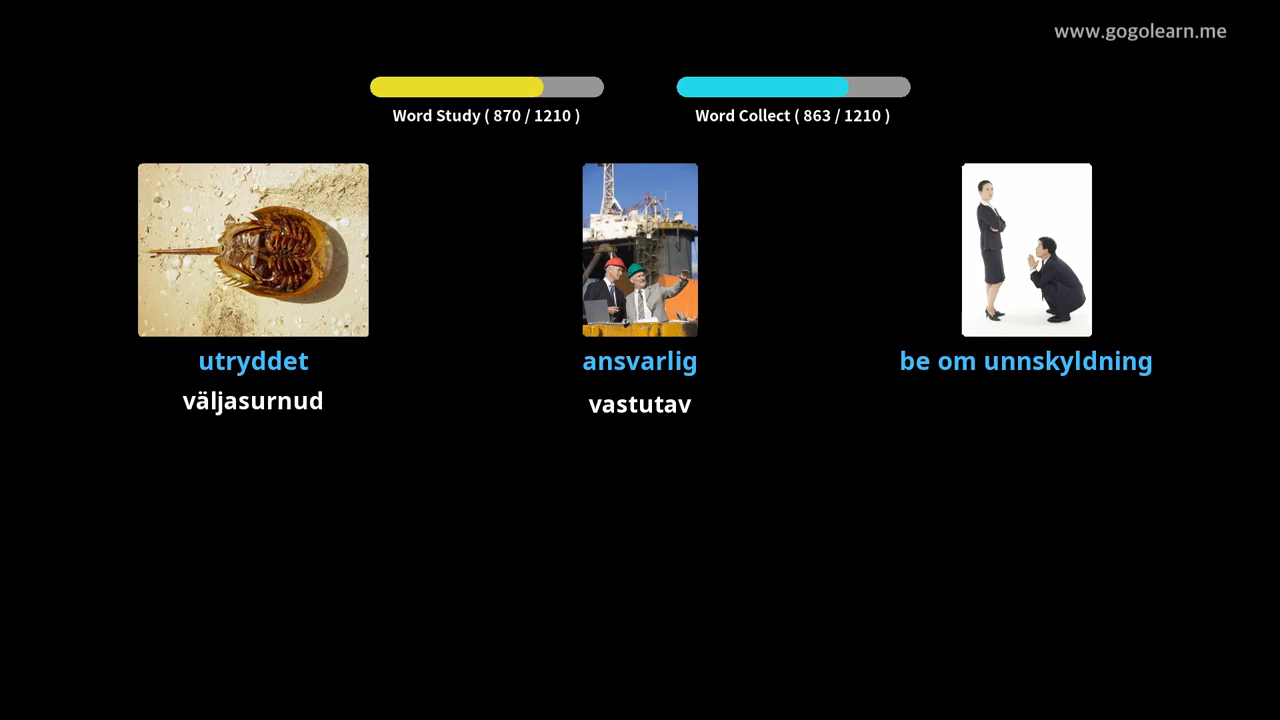 www.gogolearn.me
Word Study ( 870 / 1210 )
Word Collect ( 863 / 1210 )
utryddet
ansvarlig
be om unnskyldning
väljasurnud
vastutav